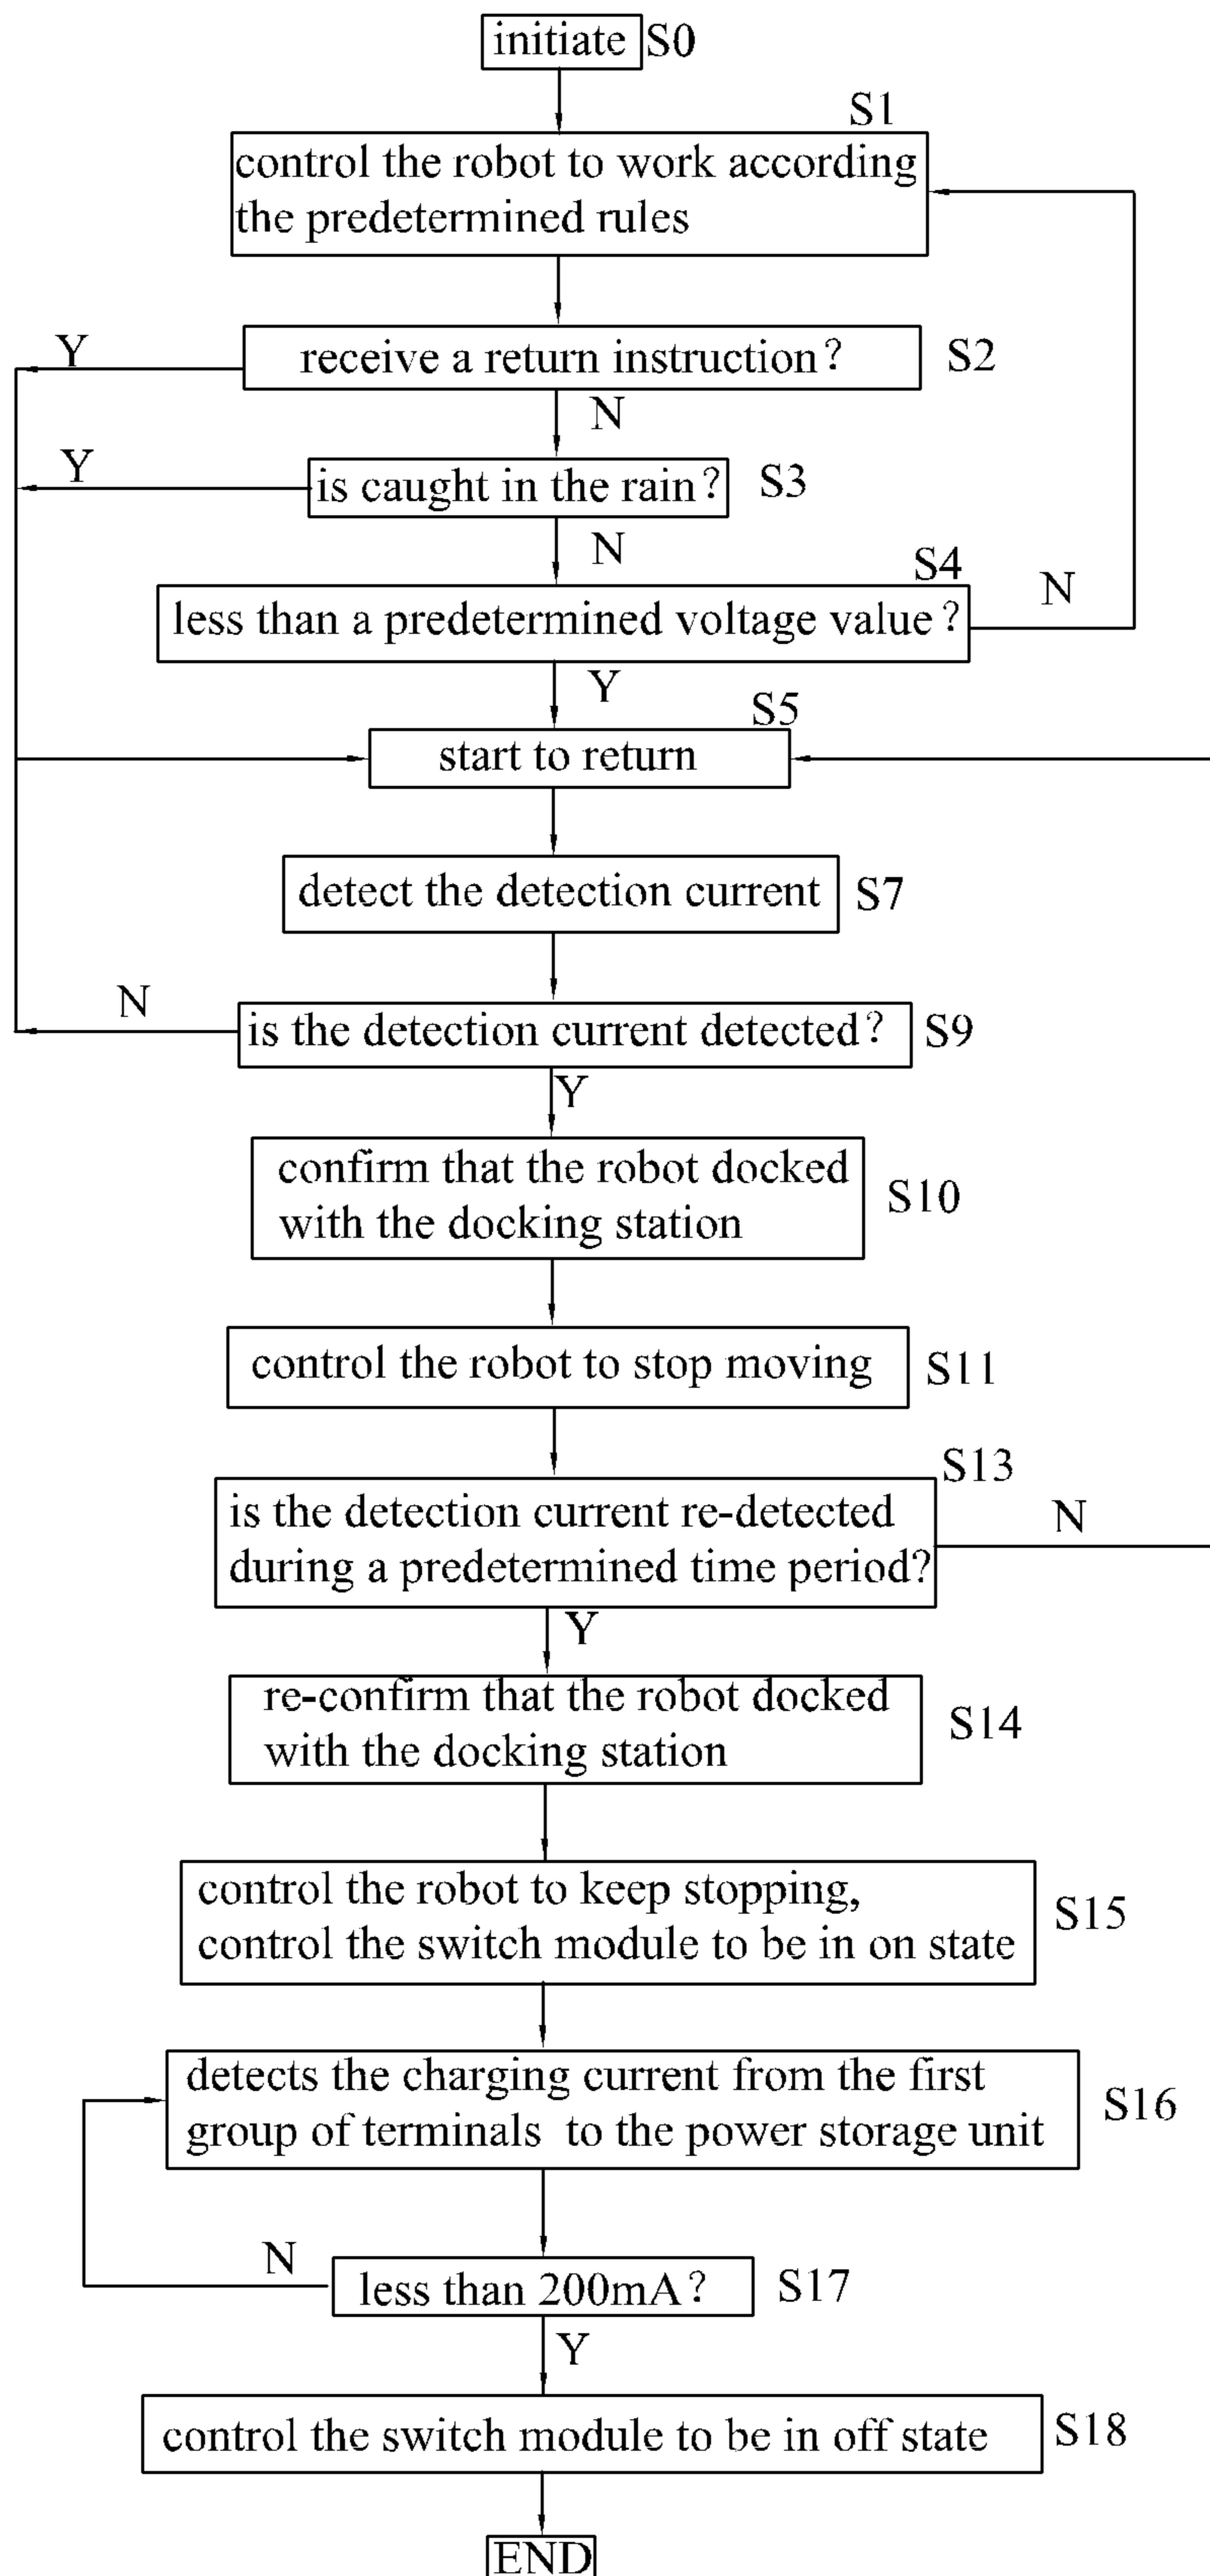 initiate S0
S1
control the robot to work according
the predetermined rules
Y
receive a return instruction? S2
N
Y
is caught in the rain? S3
N
S4
less than a predetermined voltage value?
N
Y
S5
start to return
detect the detection current S7
N
is the detection current detected? S9
Y
confirm that the robot docked
with the docking station
S10
control the robot to stop moving S11
S13
is the detection current re-detected
during a predetermined time period?
N
Y
re-confirm that the robot docked
with the docking station
S14
control the robot to keep stopping,
control the switch module to be in on state
S15
detects the charging current from the first
group of terminals to the power storage unit
S16
N
less than 200mA? S17
Y
control the switch module to be in off state S18
END